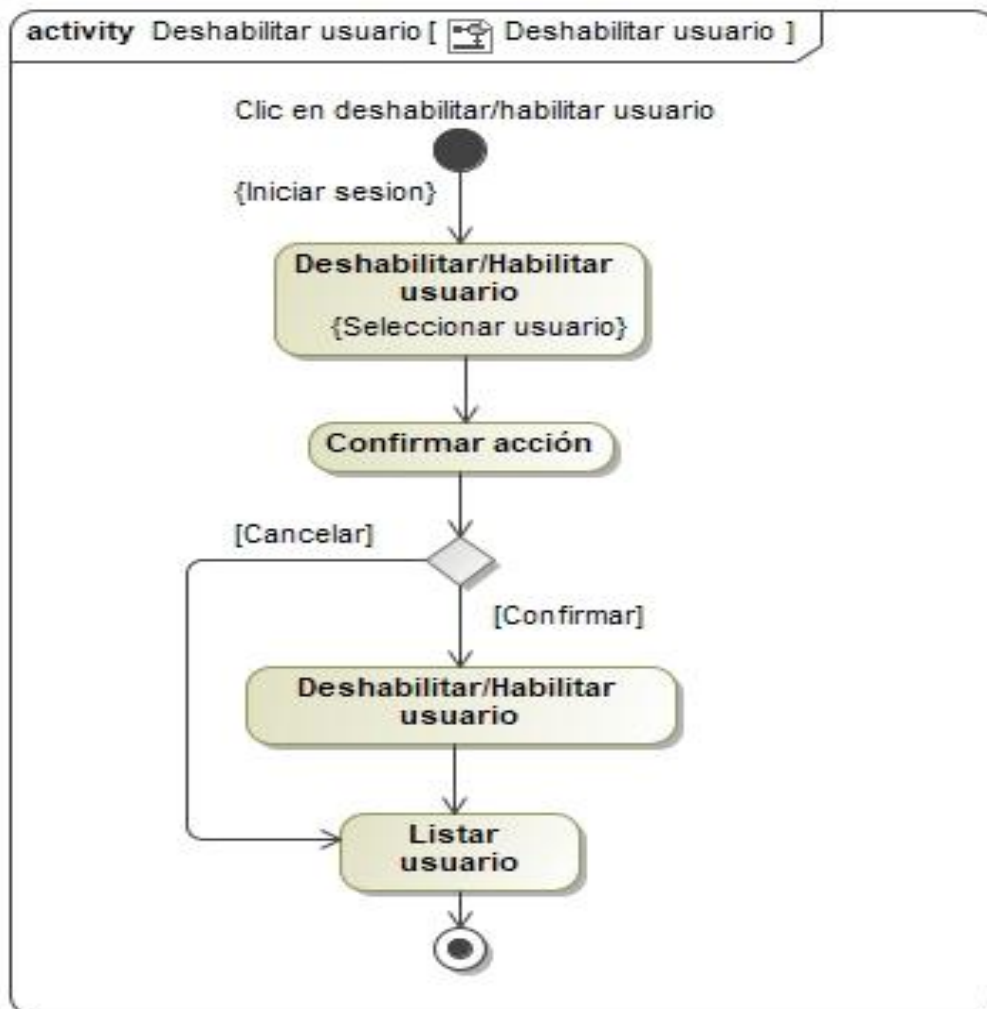 activity Deshabilitar usuario [ Deshabilitar usuario ]
Clic en deshabilitar/habilitar usuario
{Iniciar sesion}
Deshabilitar/Habilitar
usuario
{Seleccionar usuario}
Confirmar acción
[Cancelar]
[Confirmar]
Deshabilitar/Habilitar
usuario
Listar
usuario